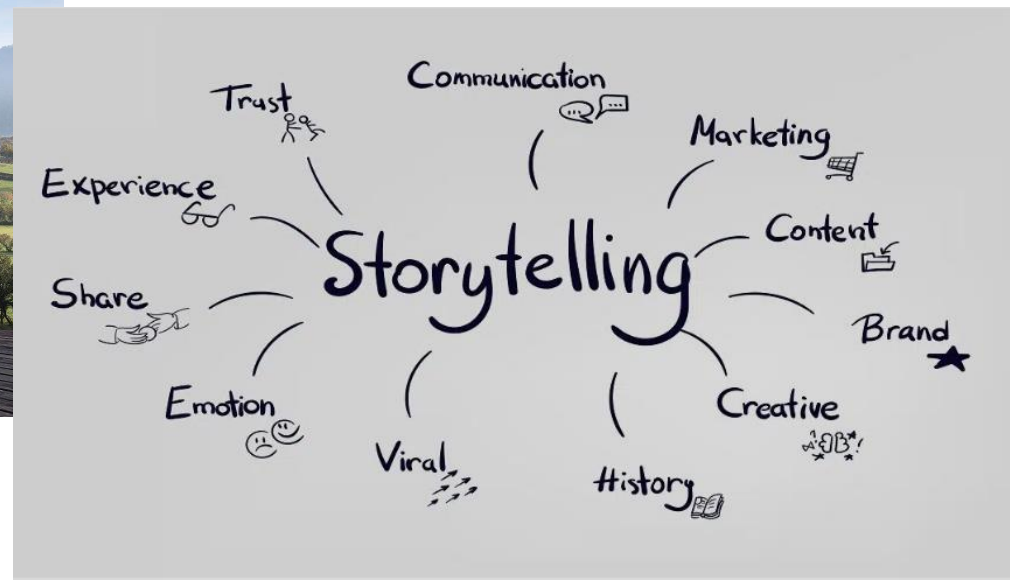 Communication
Trust
Marketing
Experience
Content
Storytelling
Share
Brand
Emotion
Creative
Viral
History